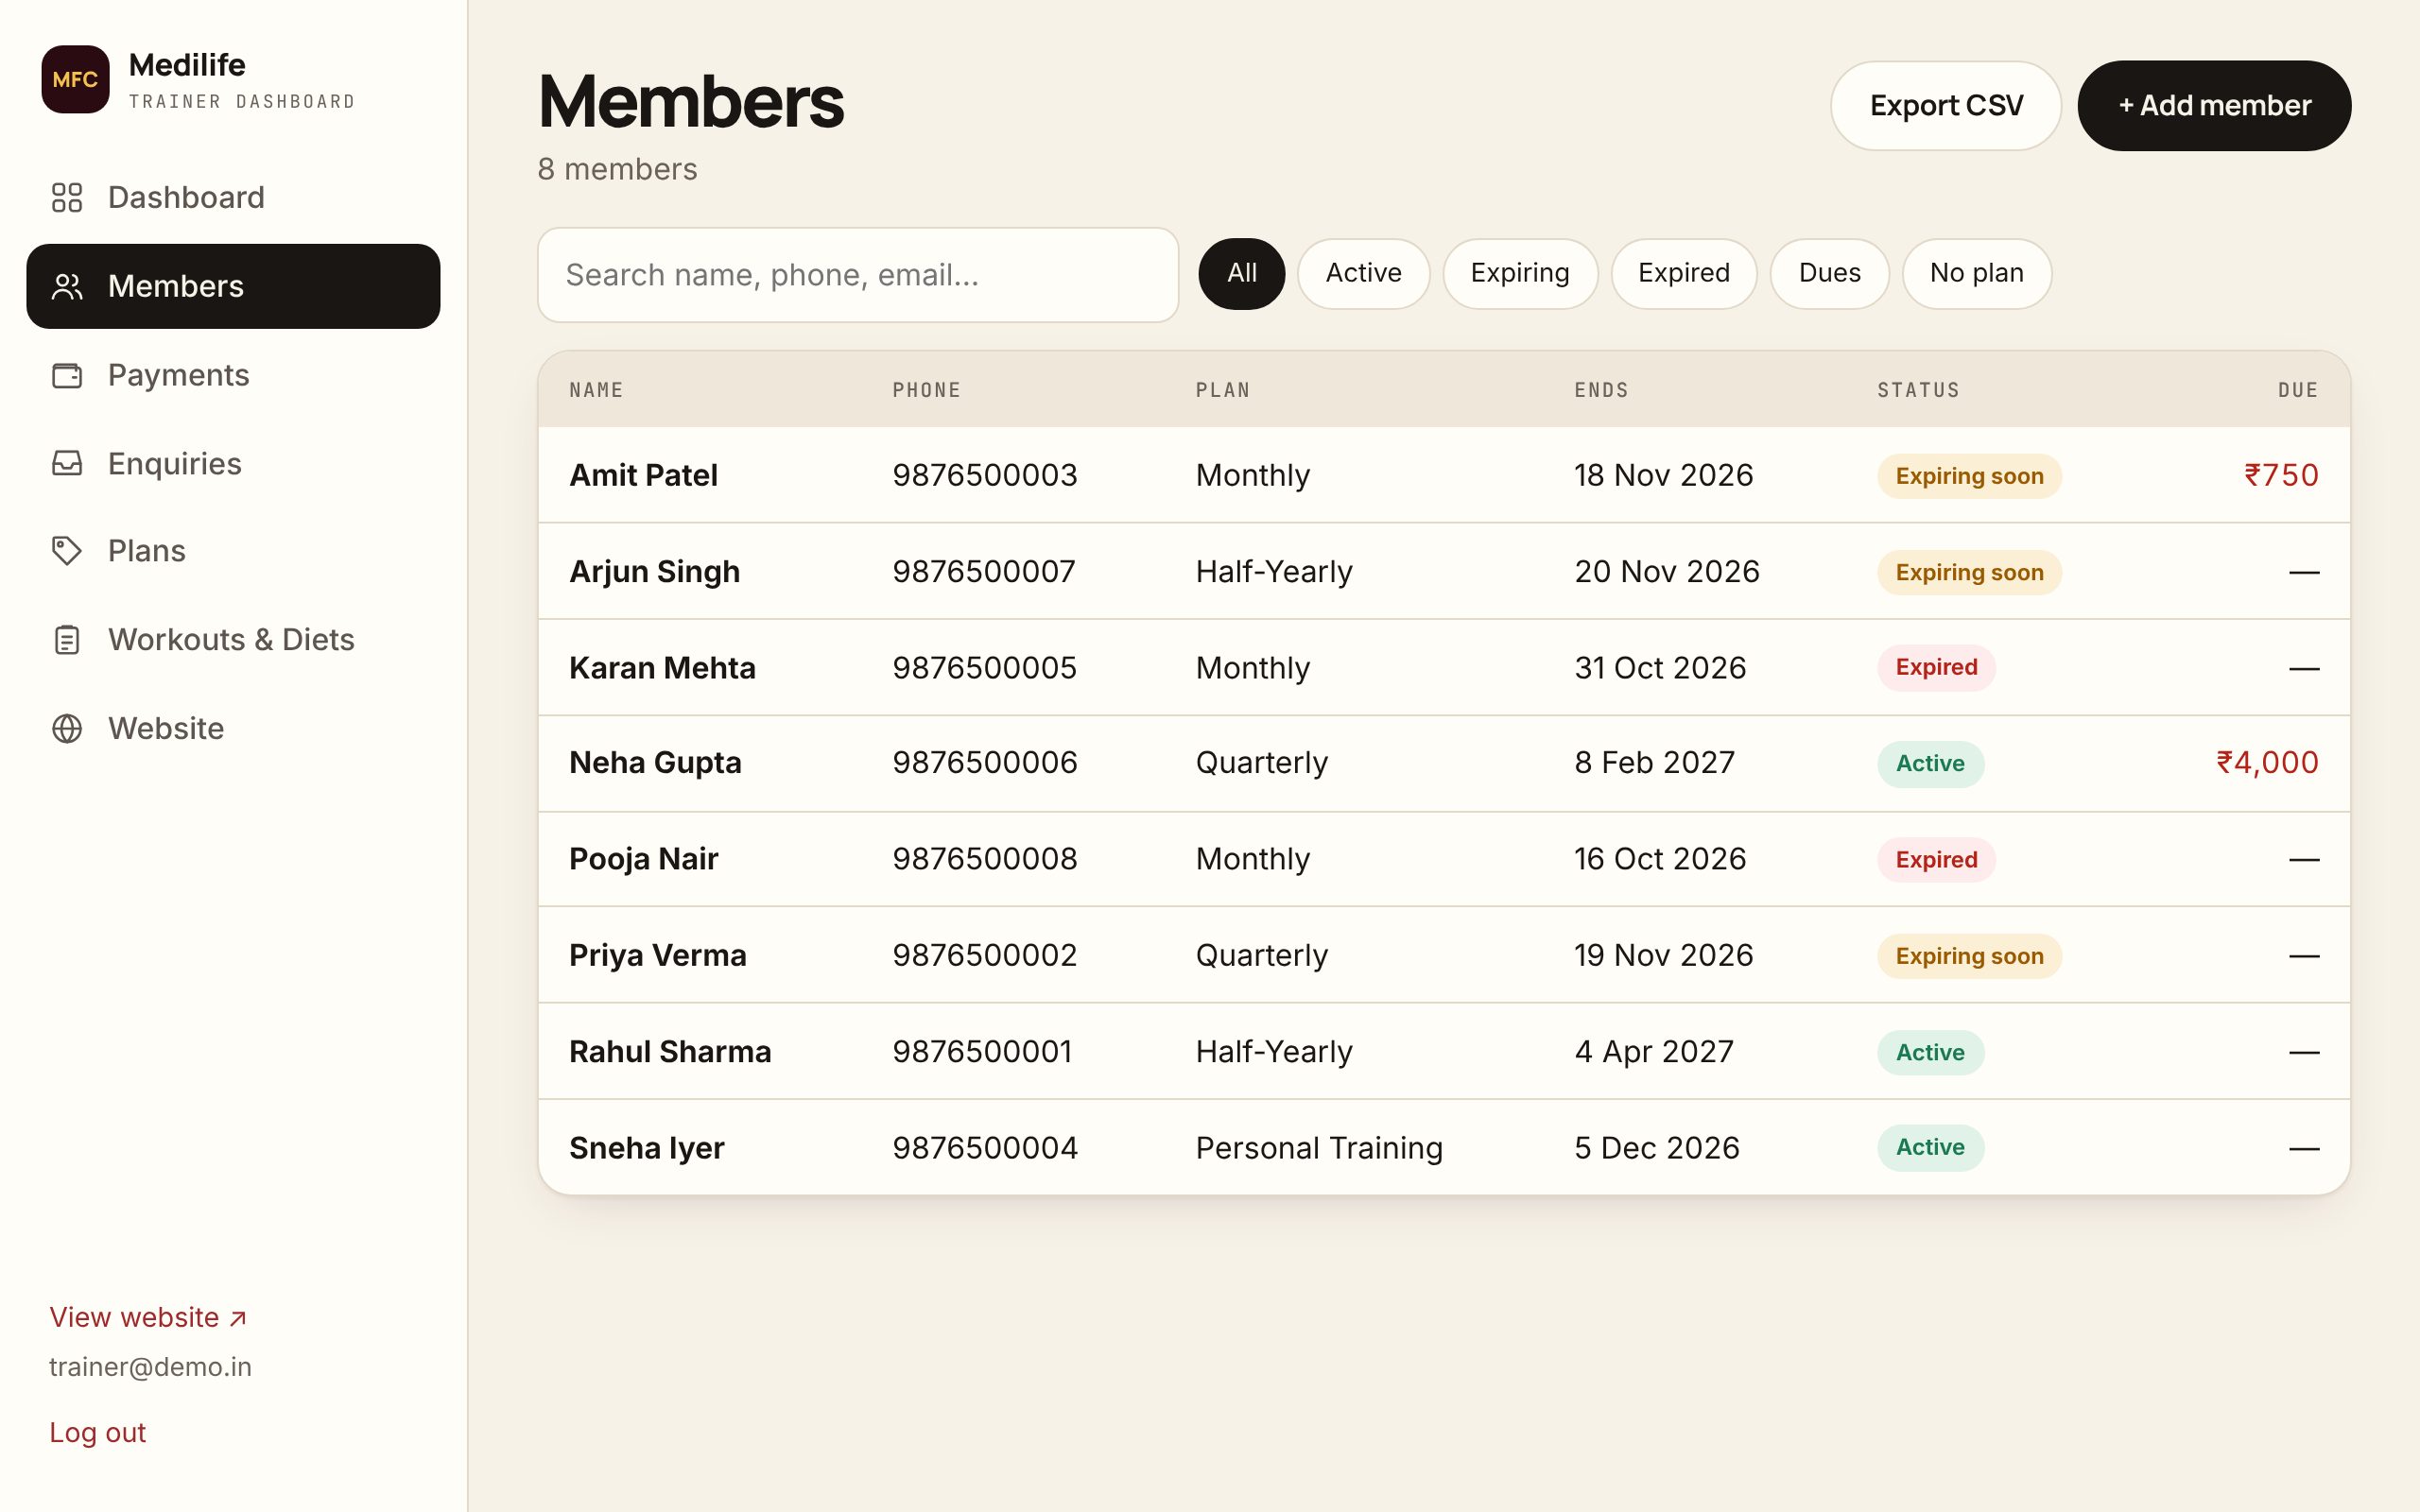 MFC
Medilife
TRAINER DASHBOARD
Dashboard
Members
Payments
Enquiries
Plans
Workouts & Diets
Website
View website ↗
trainer@demo.in
Log out
Members
8 members
Export CSV
+ Add member
Search name, phone, email...
All Active Expiring Expired Dues No plan
NAME PHONE PLAN ENDS STATUS DUE
Amit Patel 9876500003 Monthly 18 Nov 2026 Expiring soon ₹750
Arjun Singh 9876500007 Half-Yearly 20 Nov 2026 Expiring soon —
Karan Mehta 9876500005 Monthly 31 Oct 2026 Expired —
Neha Gupta 9876500006 Quarterly 8 Feb 2027 Active ₹4,000
Pooja Nair 9876500008 Monthly 16 Oct 2026 Expired —
Priya Verma 9876500002 Quarterly 19 Nov 2026 Expiring soon —
Rahul Sharma 9876500001 Half-Yearly 4 Apr 2027 Active —
Sneha Iyer 9876500004 Personal Training 5 Dec 2026 Active —